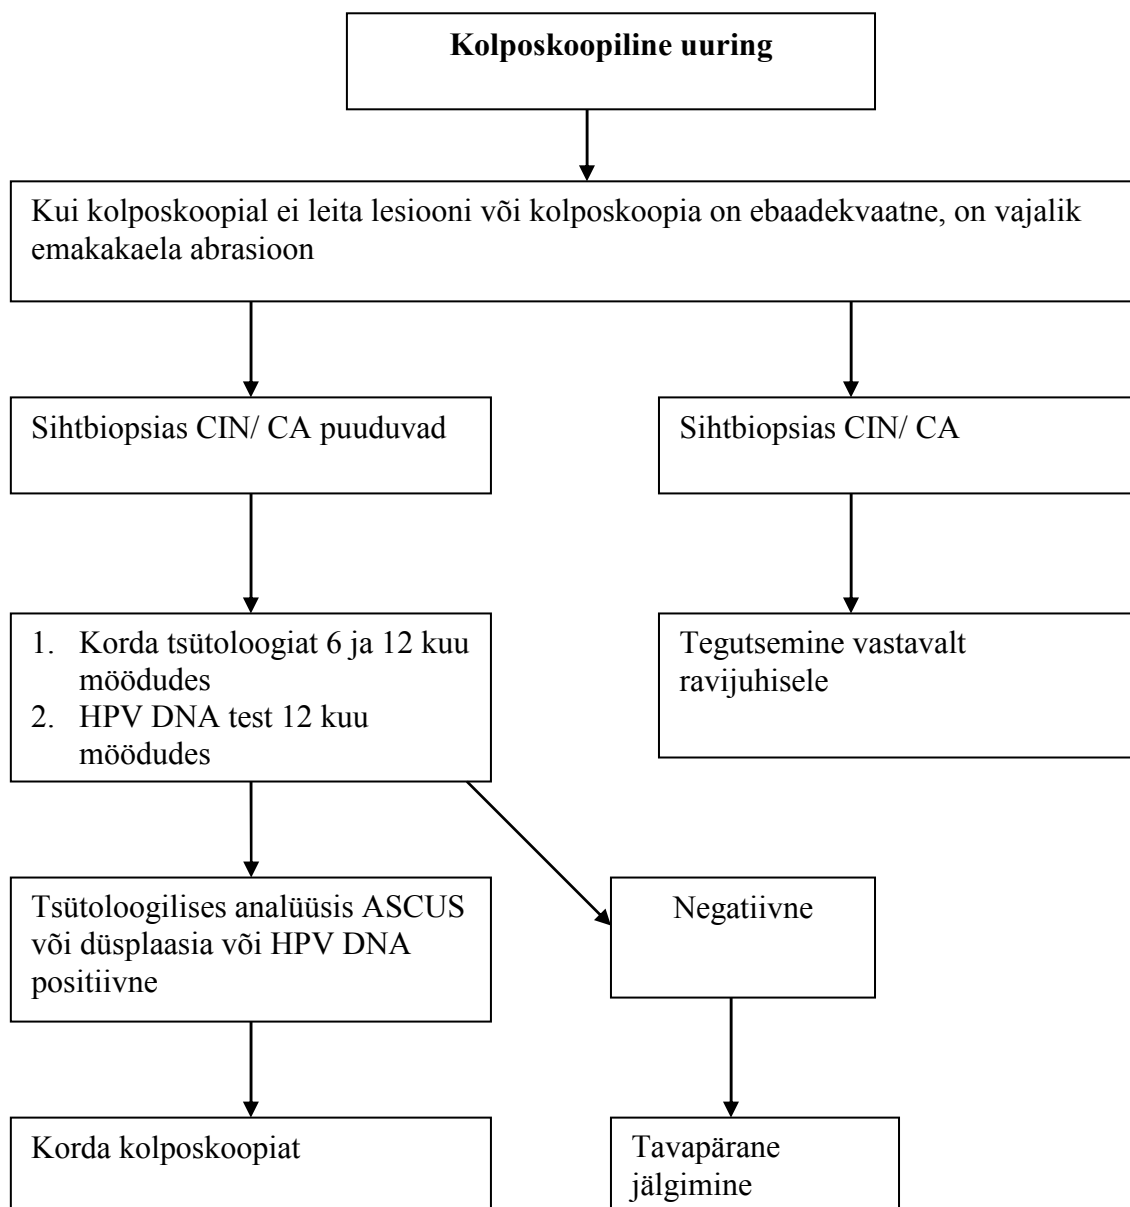 Kolposkoopiline uuring
Kui kolposkoopial ei leita lesiooni või kolposkoopia on ebaadekvaatne, on vajalik
emakakaela abrasioon
Sihtbiopsias CIN/ CA puuduvad
Sihtbiopsias CIN/ CA
1. Korda tsütoloogiat 6 ja 12 kuu
möödudes
2. HPV DNA test 12 kuu
möödudes
Tegutsemine vastavalt
ravijuhisele
Tsütoloogilises analüüsis ASCUS
või düsplaasia või HPV DNA
positiivne
Negatiivne
Korda kolposkoopiat
Tavapärane
jälgimine